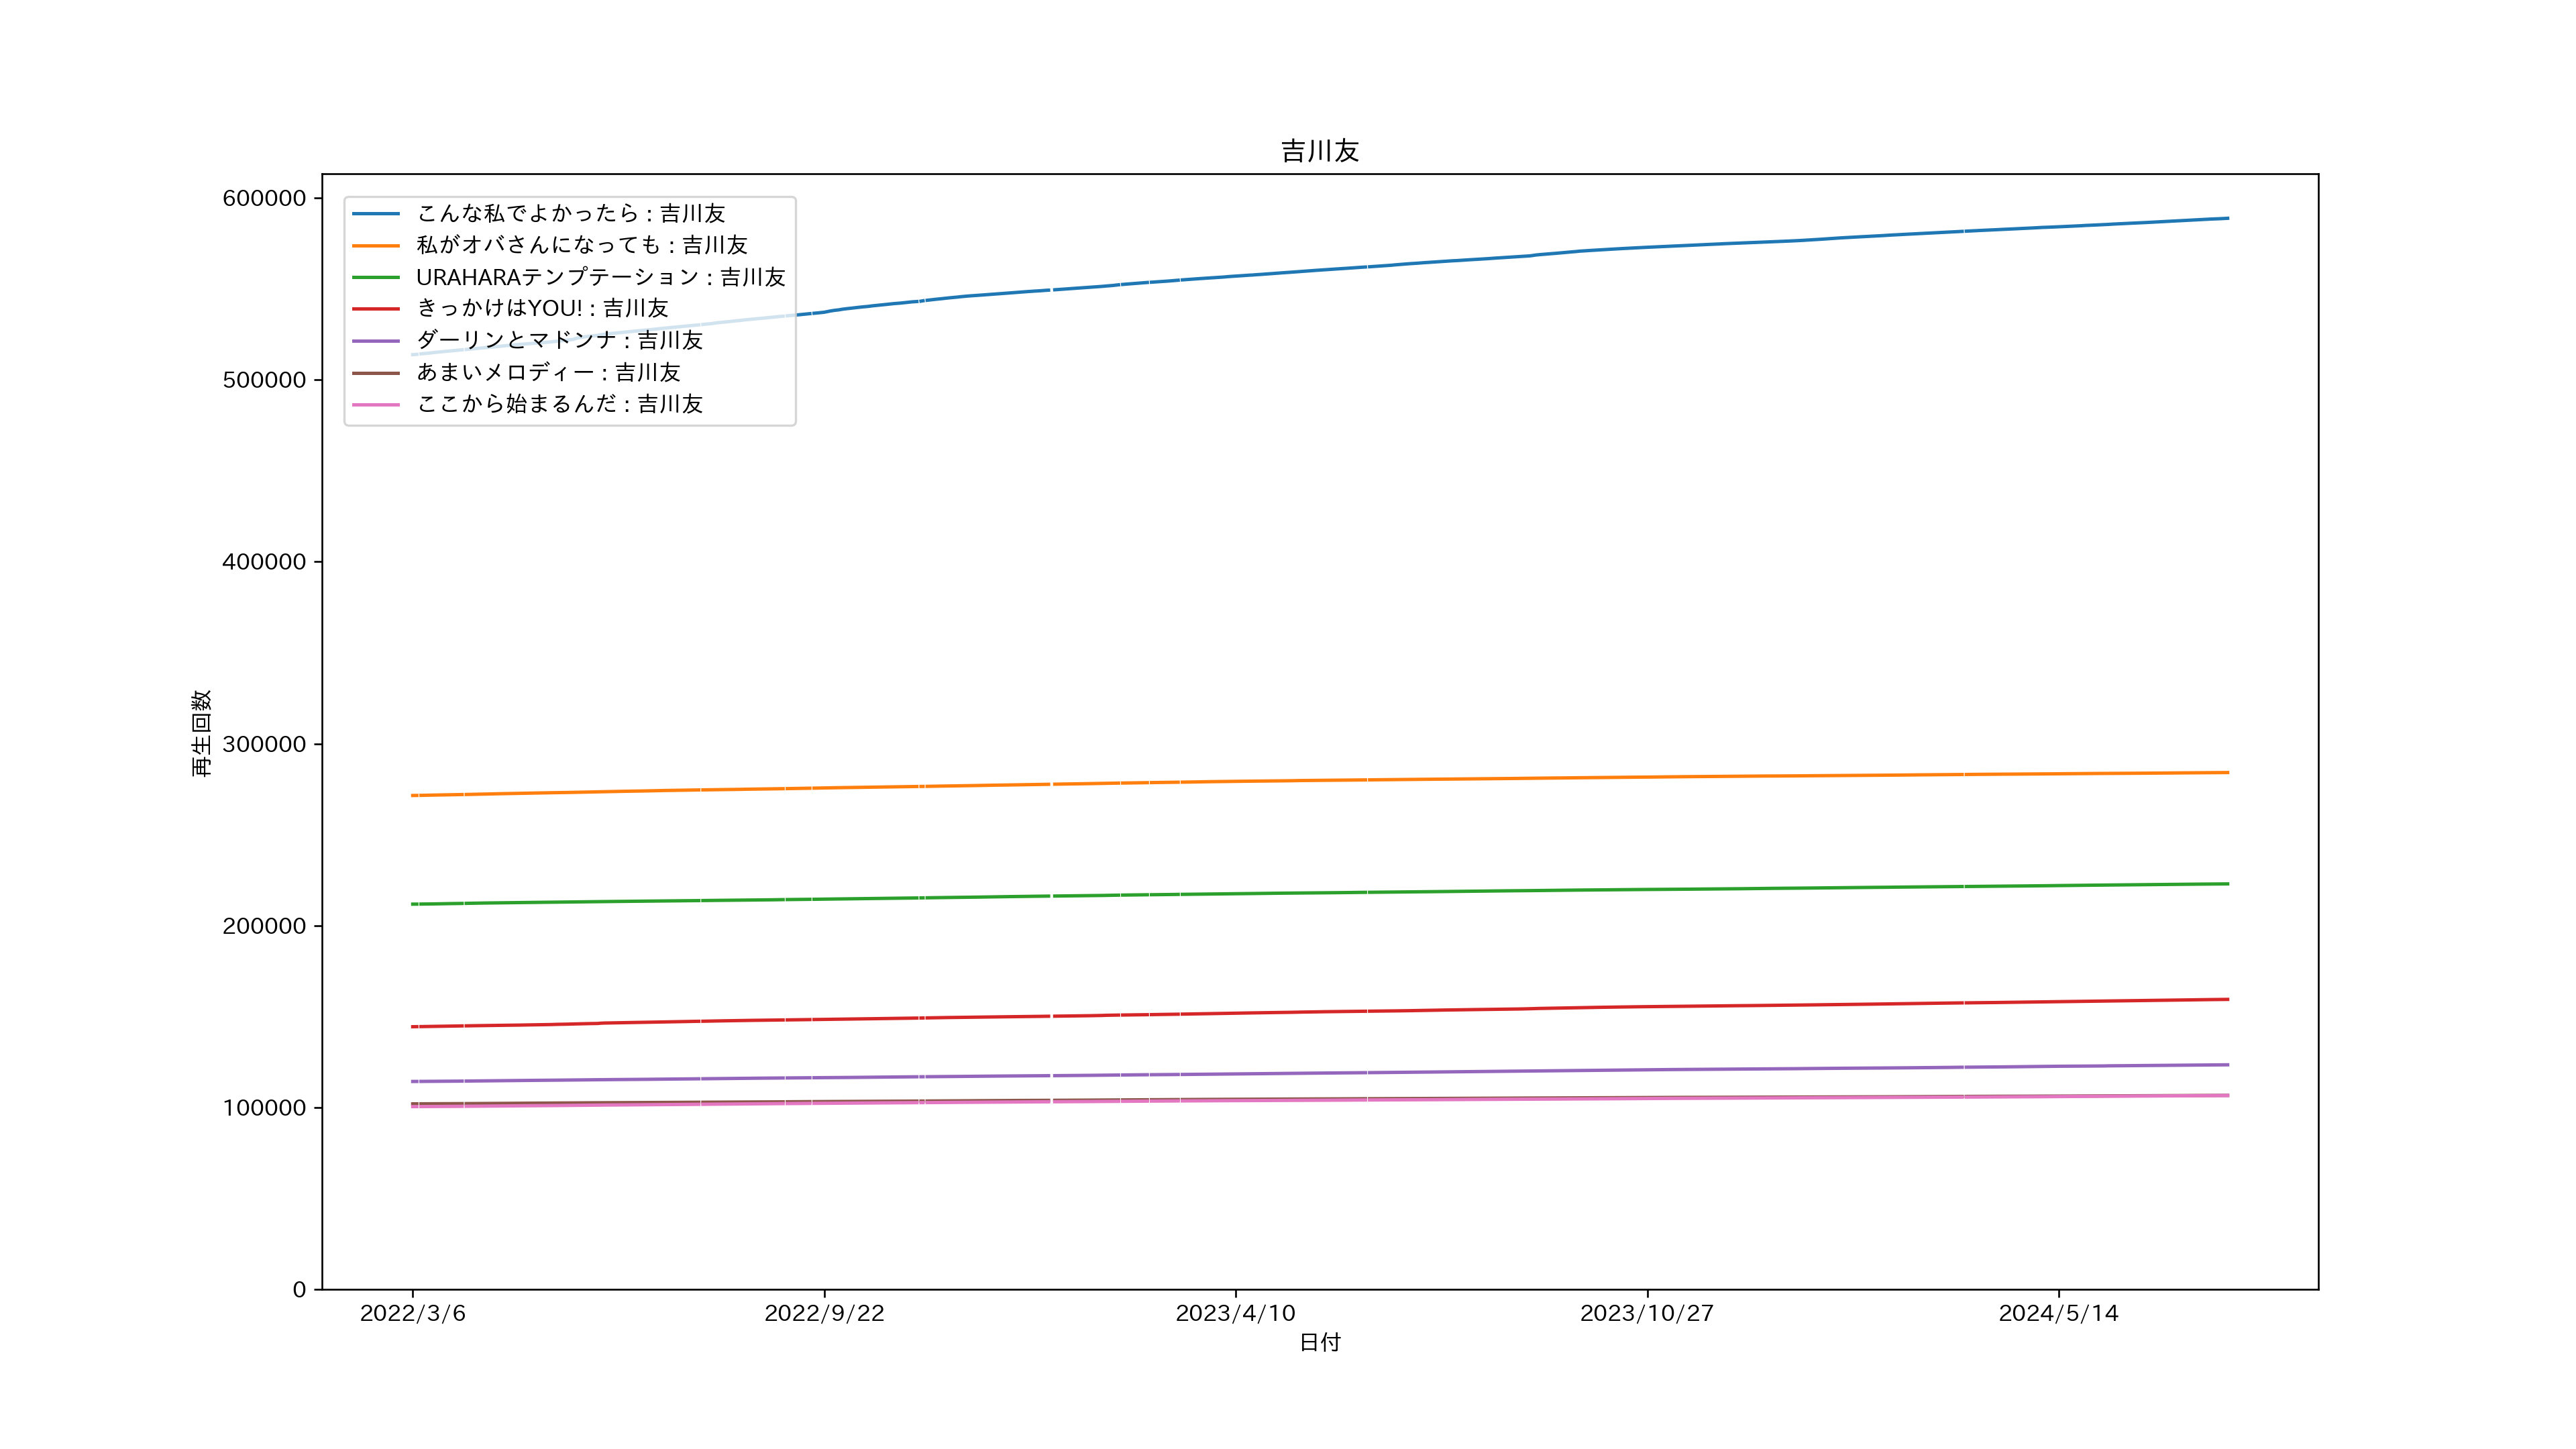 吉川友
600000
500000
400000
300000
200000
100000
0
再生回数
こんな私でよかったら : 吉川友
私がオバさんになっても : 吉川友
URAHARAテンプテーション : 吉川友
きっかけはYOU! : 吉川友
ダーリンとマドンナ : 吉川友
あまいメロディー : 吉川友
ここから始まるんだ : 吉川友
2022/3/6
2022/9/22
2023/4/10
2023/10/27
2024/5/14
日付